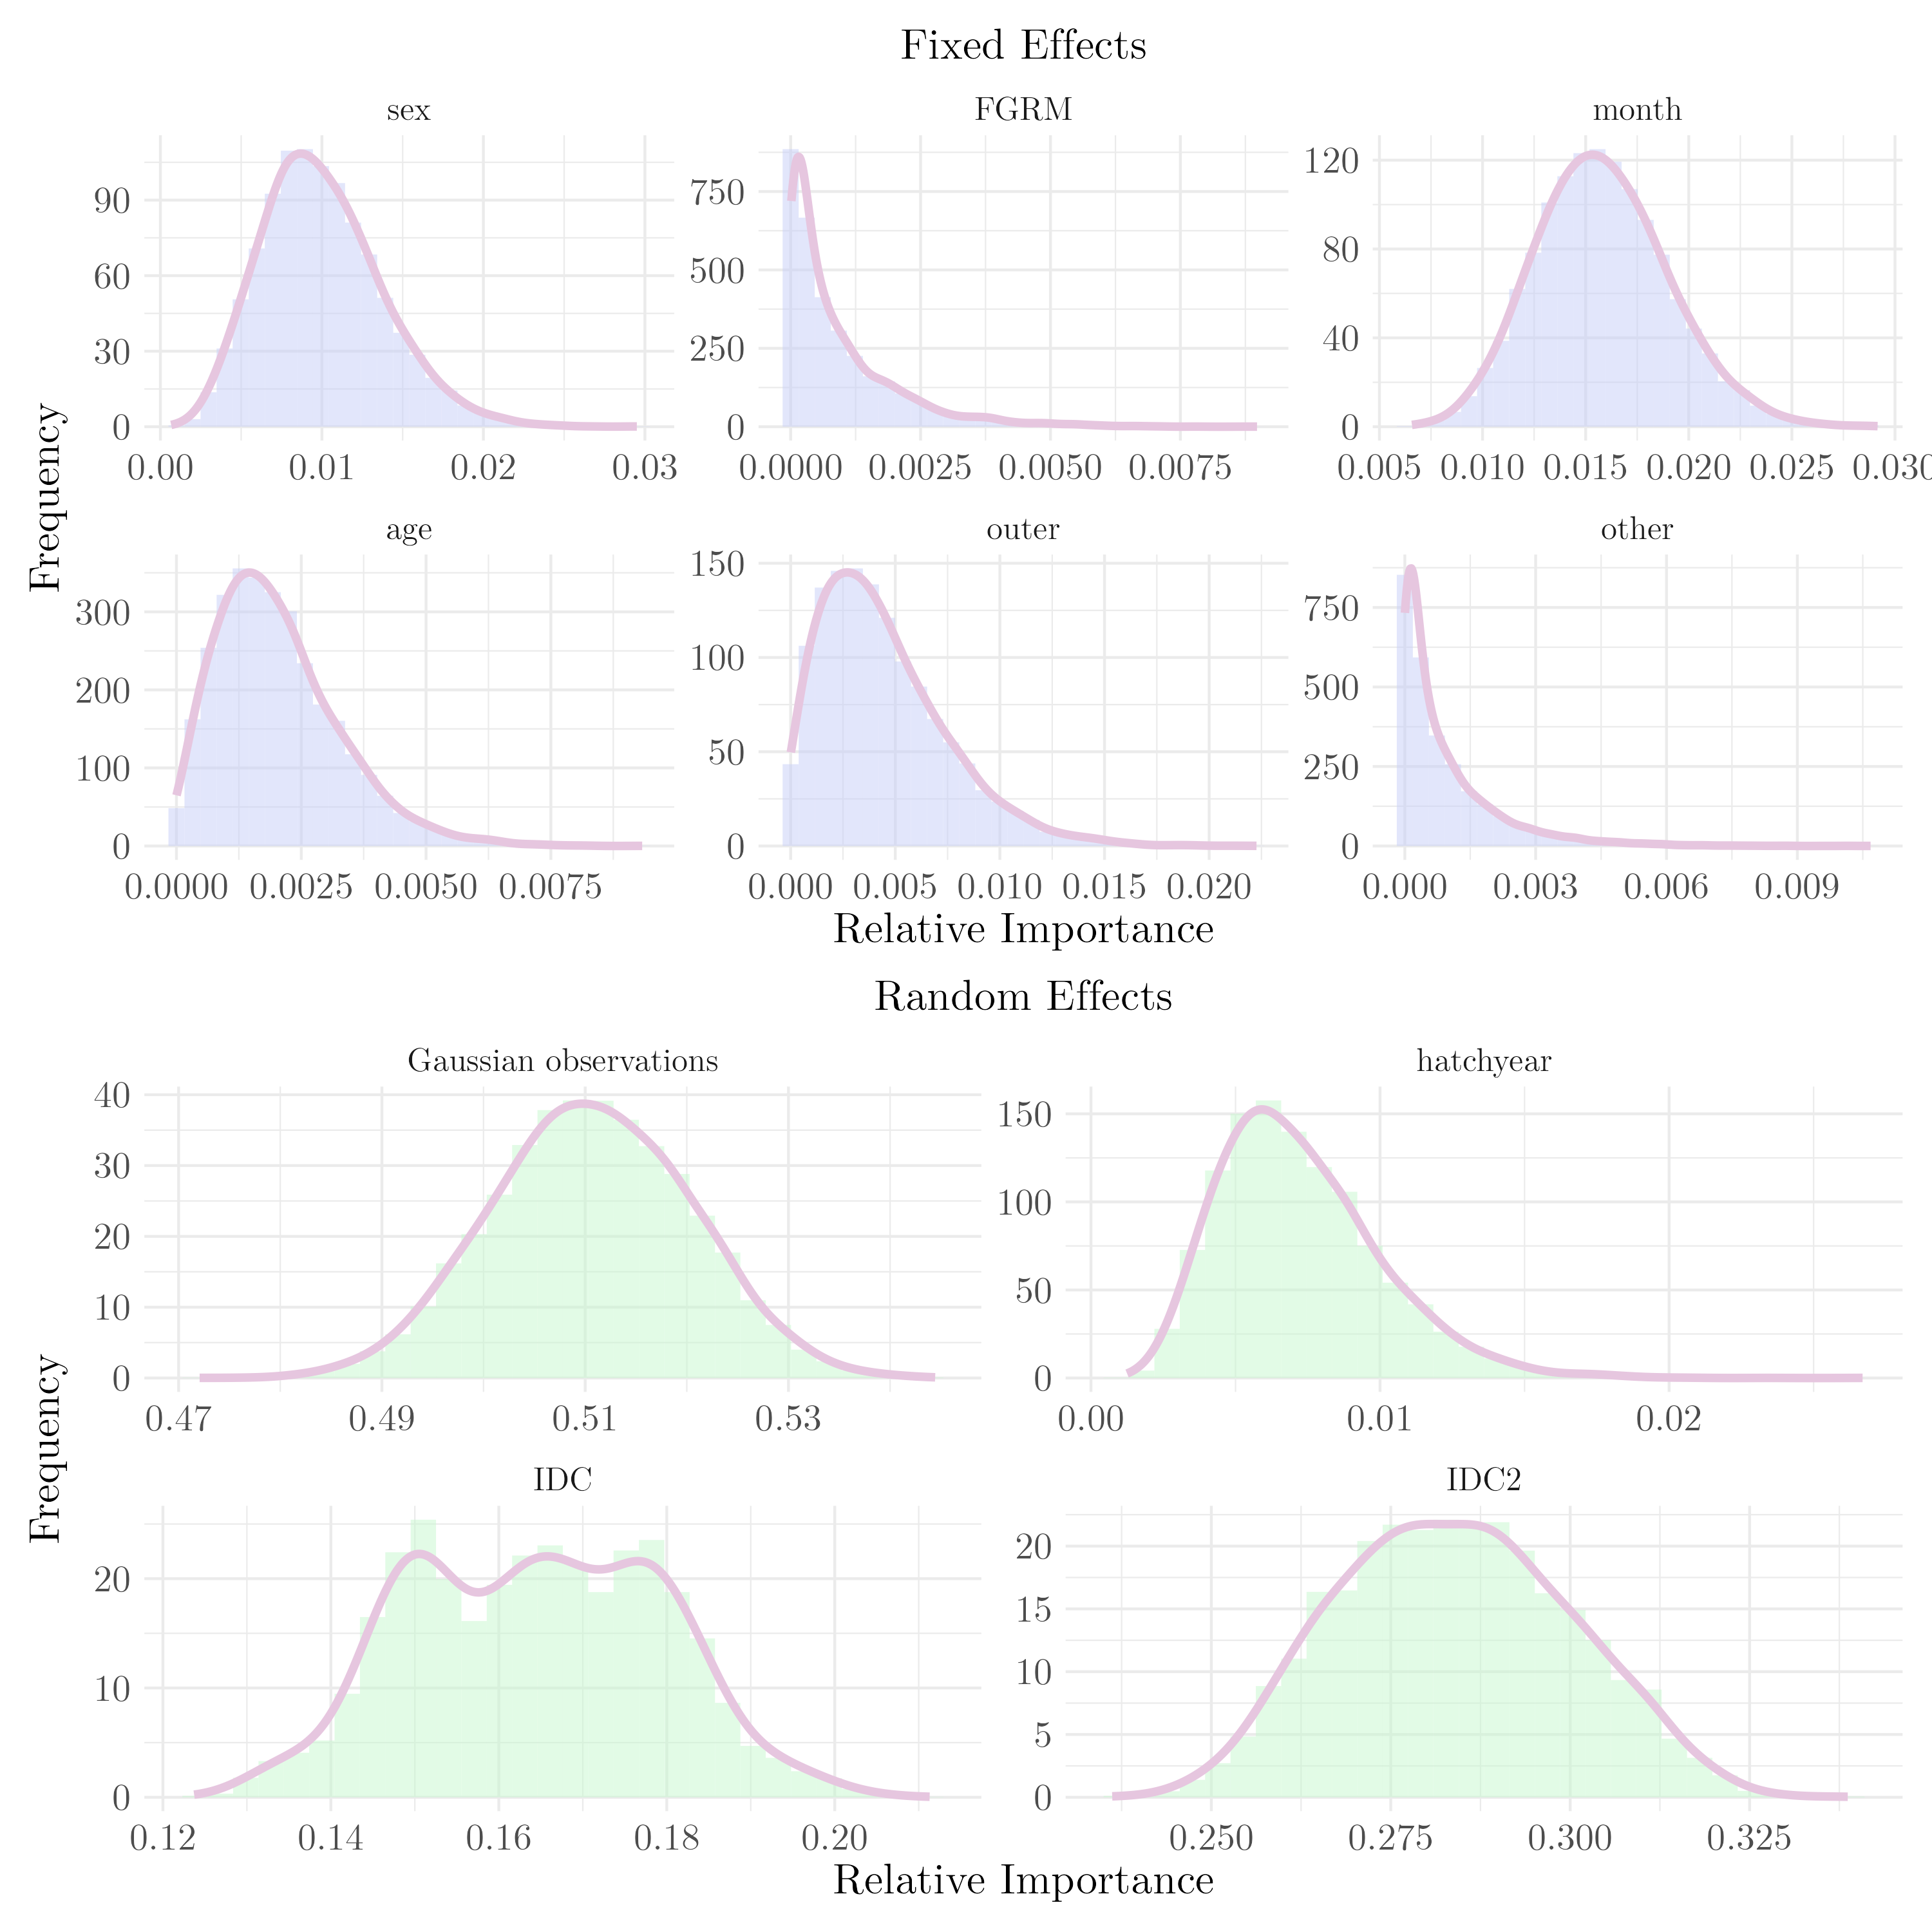 Fixed Effects
sex FGRM month
90
60
30
0
0.00 0.01 0.02 0.03
750
500
250
0
0.0000 0.0025 0.0050 0.0075
120
80
40
0
0.005 0.010 0.015 0.020 0.025 0.030
Frequency
age outer other
300
200
100
0
0.0000 0.0025 0.0050 0.0075
150
100
50
0
0.000 0.005 0.010 0.015 0.020
750
500
250
0
0.000 0.003 0.006 0.009
Relative Importance
Random Effects
Gaussian observations hatchyear
40
30
20
10
0
0.47 0.49 0.51 0.53
150
100
50
0
0.00 0.01 0.02
Frequency
IDC IDC2
20
10
0
0.12 0.14 0.16 0.18 0.20
20
15
10
5
0
0.250 0.275 0.300 0.325
Relative Importance